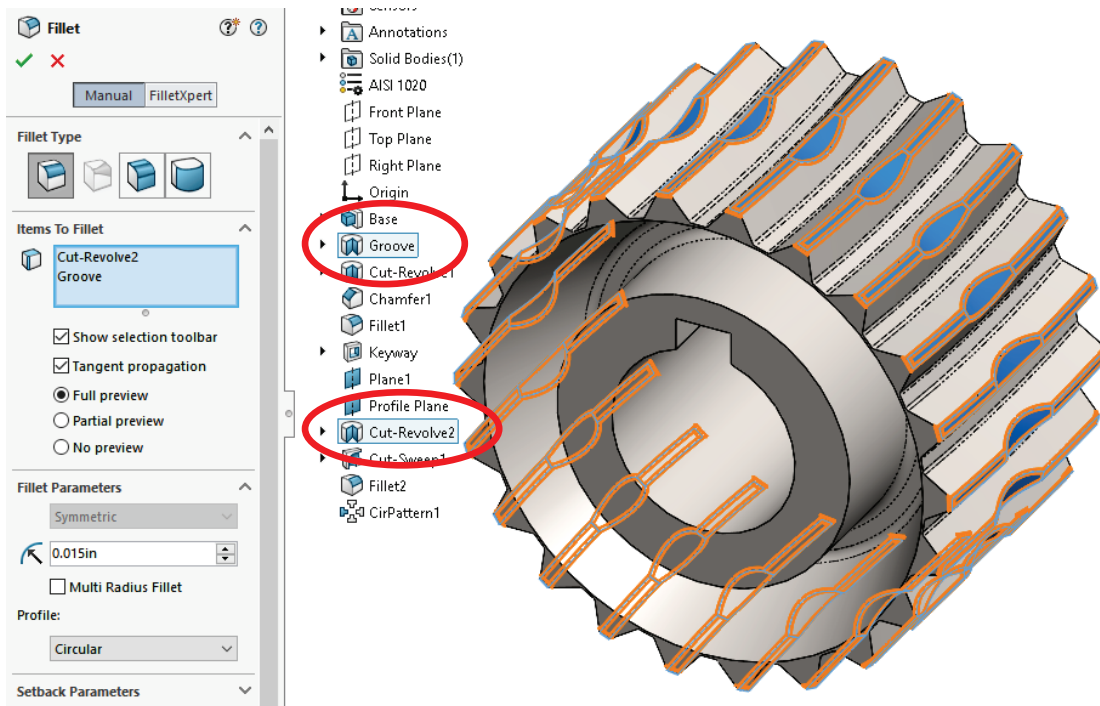 Fillet
Manual
FilletXpert
Fillet Type
Items To Fillet
Cut-Revolve2
Groove
Show selection toolbar
Tangent propagation
Full preview
Partial preview
No preview
Fillet Parameters
Symmetric
0.015in
Multi Radius Fillet
Profile:
Circular
Setback Parameters
Sensors
Annotations
Solid Bodies(1)
AISI 1020
Front Plane
Top Plane
Right Plane
Origin
Base
Groove
Cut-Revolve1
Chamfer1
Fillet1
Keyway
Plane1
Profile Plane
Cut-Revolve2
Cut-Sweep1
Fillet2
CirPattern1